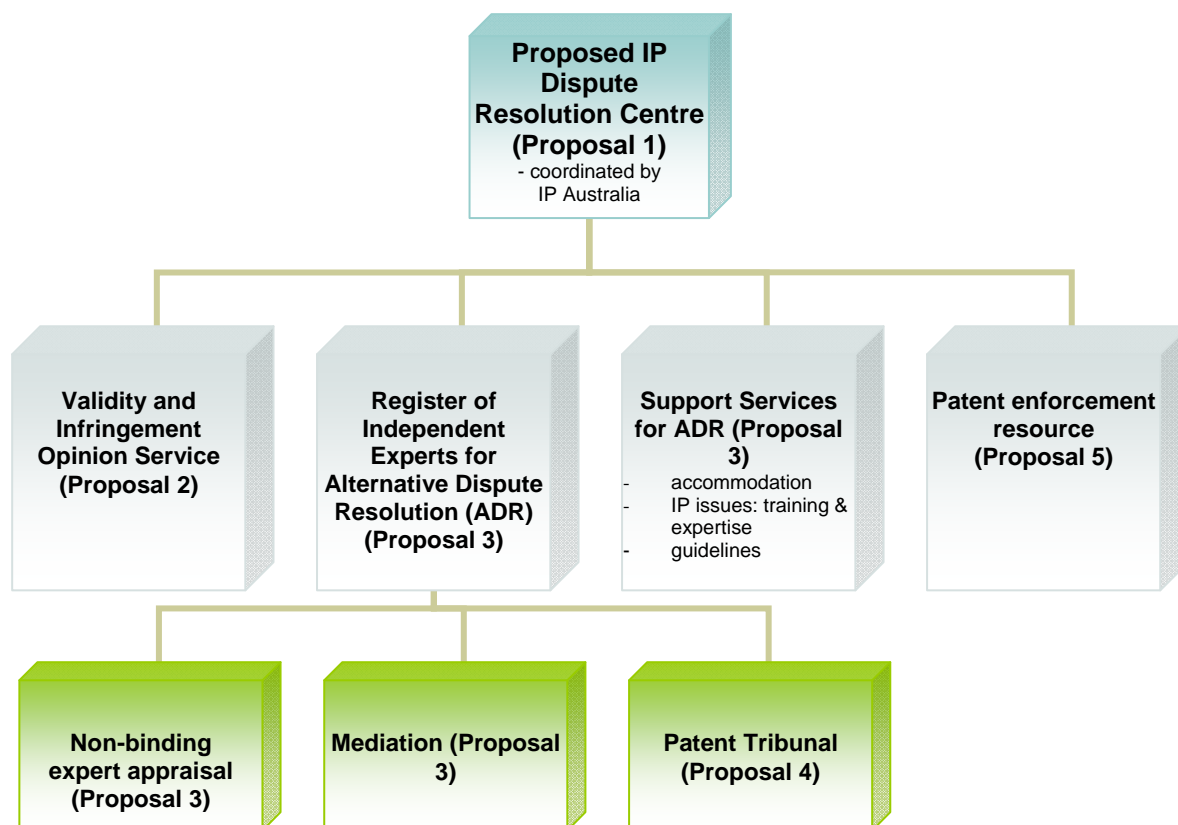 Proposed IP
Dispute
Resolution Centre
(Proposal 1)
- coordinated by
IP Australia
Validity and
Infringement
Opinion Service
(Proposal 2)
Register of
Independent
Experts for
Alternative Dispute
Resolution (ADR)
(Proposal 3)
Support Services
for ADR (Proposal
3)
- accommodation
- IP issues: training &
expertise
- guidelines
Patent enforcement
resource
(Proposal 5)
Non-binding
expert appraisal
(Proposal 3)
Mediation (Proposal
3)
Patent Tribunal
(Proposal 4)